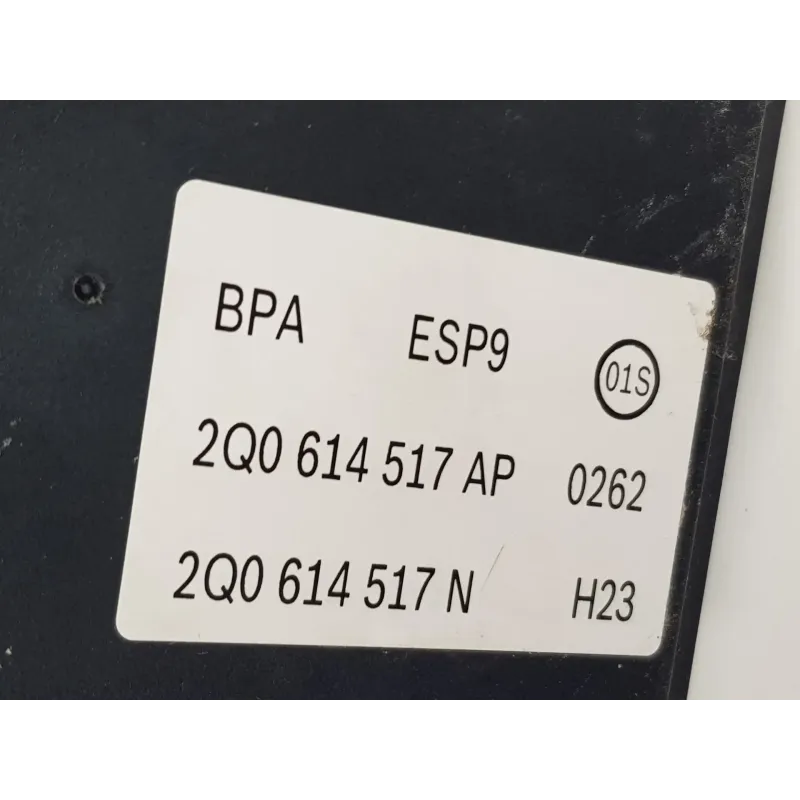 BPA ESP9 01S
2Q0 614 517 AP 0262
2Q0 614 517 N H23